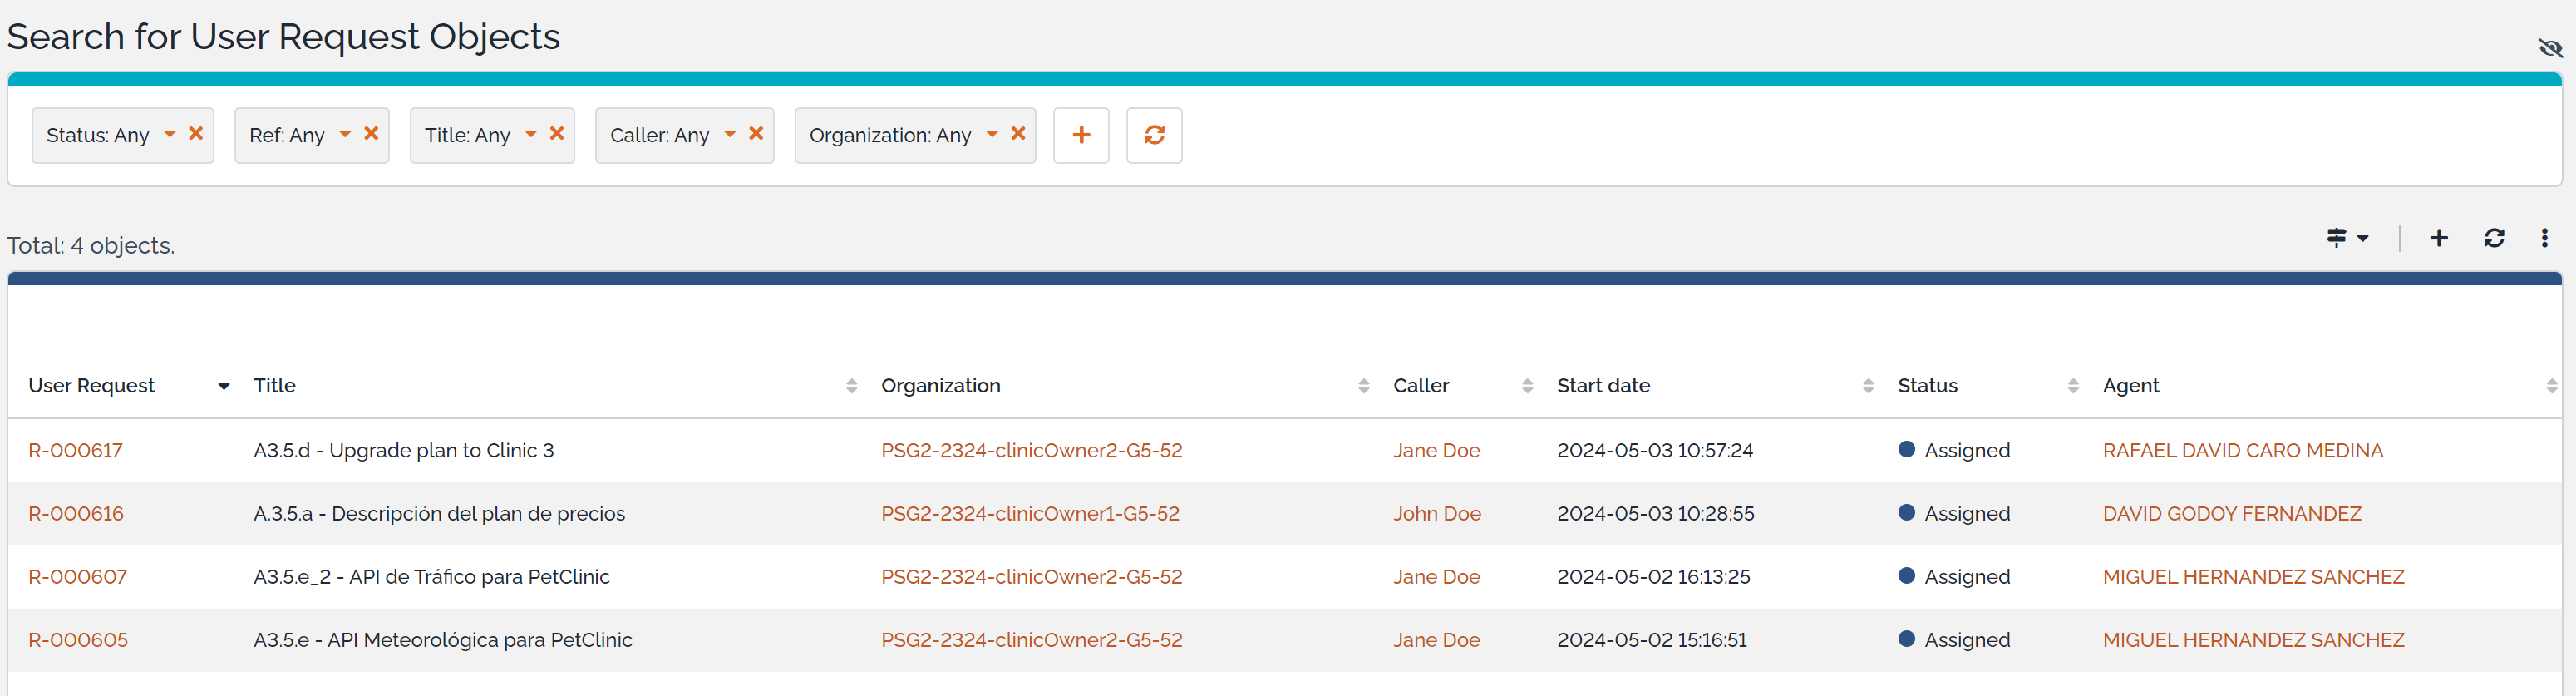 Search for User Request Objects
Status: Any Ref: Any Title: Any Caller: Any Organization: Any
Total: 4 objects.
User Request Title Organization Caller Start date Status Agent
R-000617 A3.5.d - Upgrade plan to Clinic 3 PSG2-2324-clinicOwner2-G5-52 Jane Doe 2024-05-03 10:57:24 Assigned RAFAEL DAVID CARO MEDINA
R-000616 A.3.5.a - Descripción del plan de precios PSG2-2324-clinicOwner1-G5-52 John Doe 2024-05-03 10:28:55 Assigned DAVID GODOY FERNANDEZ
R-000607 A3.5.e_2 - API de Tráfico para PetClinic PSG2-2324-clinicOwner2-G5-52 Jane Doe 2024-05-02 16:13:25 Assigned MIGUEL HERNANDEZ SANCHEZ
R-000605 A3.5.e - API Meteorológica para PetClinic PSG2-2324-clinicOwner2-G5-52 Jane Doe 2024-05-02 15:16:51 Assigned MIGUEL HERNANDEZ SANCHEZ